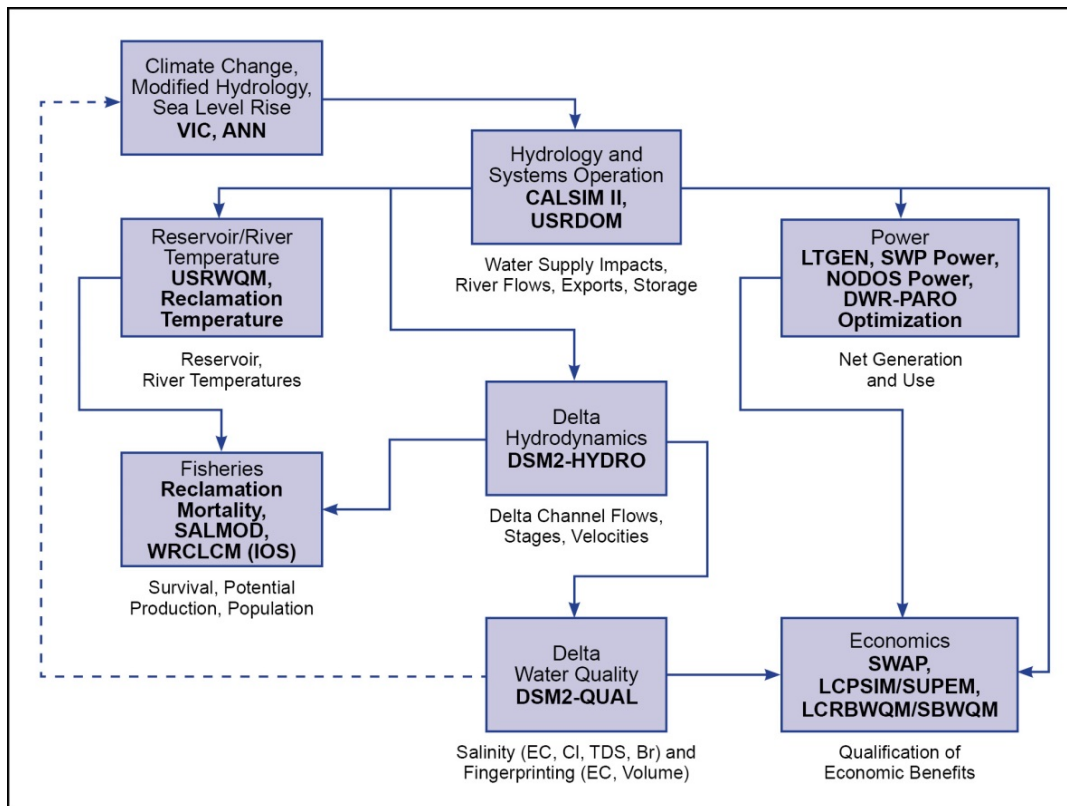 Climate Change,
Modified Hydrology,
Sea Level Rise
VIC, ANN
Hydrology and
Systems Operation
CALSIM II,
USRDOM
Water Supply Impacts,
River Flows, Exports, Storage
Reservoir/River
Temperature
USRWQM,
Reclamation
Temperature
Reservoir,
River Temperatures
Power
LTGEN, SWP Power,
NODOS Power,
DWR-PARO
Optimization
Net Generation
and Use
Delta
Hydrodynamics
DSM2-HYDRO
Delta Channel Flows,
Stages, Velocities
Fisheries
Reclamation
Mortality,
SALMOD,
WRCLCM (IOS)
Survival, Potential
Production, Population
Delta
Water Quality
DSM2-QUAL
Salinity (EC, Cl, TDS, Br) and
Fingerprinting (EC, Volume)
Economics
SWAP,
LCPSIM/SUPEM,
LCRBWQM/SBWQM
Qualification of
Economic Benefits